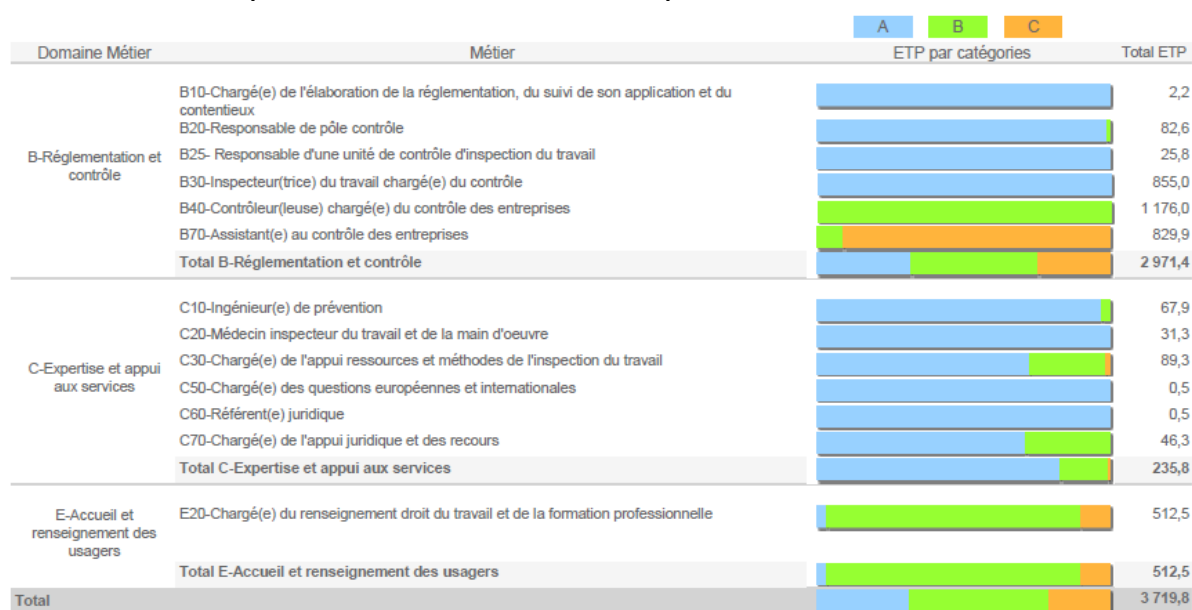 A B C
Domaine Métier Métier ETP par catégories Total ETP
B10-Chargé(e) de l'élaboration de la réglementation, du suivi de son application et du contentieux 2,2
B20-Responsable de pôle contrôle 82,6
B-Réglementation et contrôle
B25- Responsable d'une unité de contrôle d'inspection du travail 25,8
B30-Inspecteur(trice) du travail chargé(e) du contrôle 855,0
B40-Contrôleur(leuse) chargé(e) du contrôle des entreprises 1 176,0
B70-Assistant(e) au contrôle des entreprises 829,9
Total B-Réglementation et contrôle 2 971,4
C10-Ingénieur(e) de prévention 67,9
C20-Médecin inspecteur du travail et de la main d'oeuvre 31,3
C-Expertise et appui aux services
C30-Chargé(e) de l'appui ressources et méthodes de l'inspection du travail 89,3
C50-Chargé(e) des questions européennes et internationales 0,5
C60-Référent(e) juridique 0,5
C70-Chargé(e) de l'appui juridique et des recours 46,3
Total C-Expertise et appui aux services 235,8
E-Accueil et renseignement des usagers
E20-Chargé(e) du renseignement droit du travail et de la formation professionnelle 512,5
Total E-Accueil et renseignement des usagers 512,5
Total 3 719,8